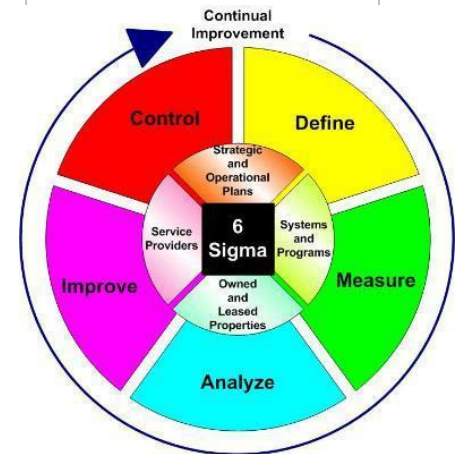 Continual
Improvement
Control
Define
Strategic
and
Operational
Plans
Service
Providers
6
Sigma
Systems
and
Programs
Improve
Measure
Owned
and
Leased
Properties
Analyze